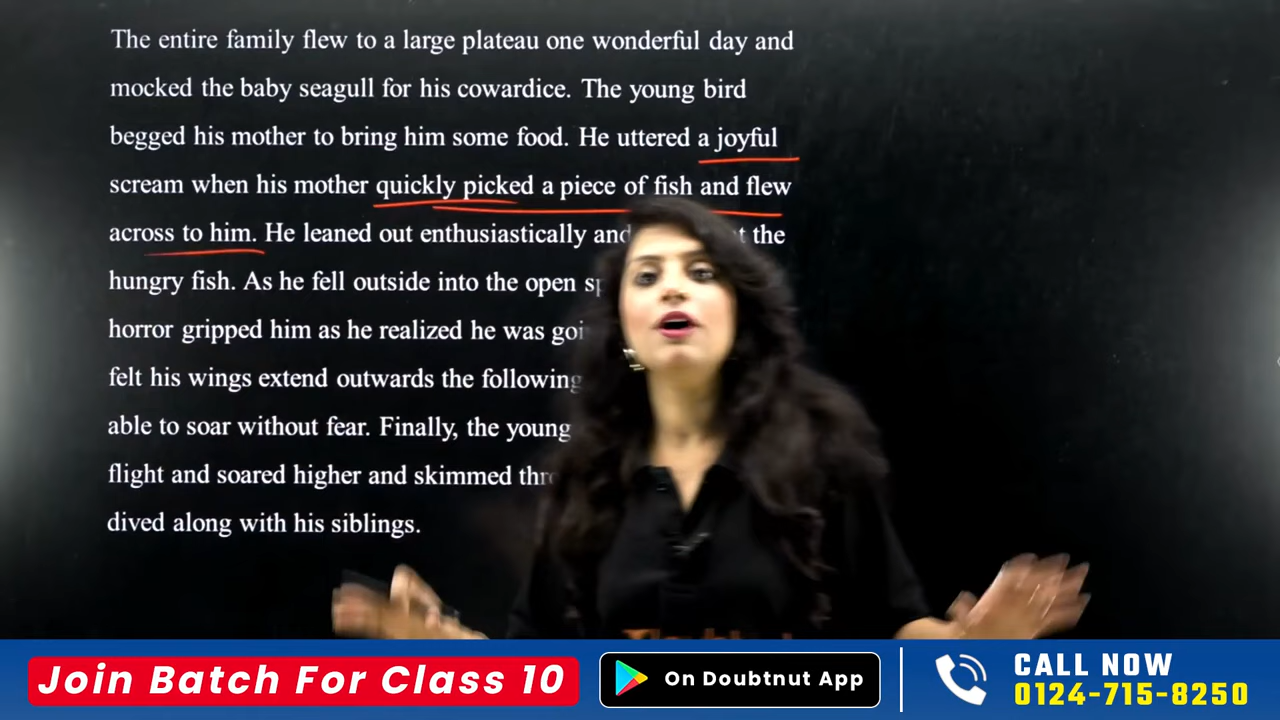 The entire family flew to a large plateau one wonderful day and
mocked the baby seagull for his cowardice. The young bird
begged his mother to bring him some food. He uttered a joyful
scream when his mother quickly picked a piece of fish and flew
across to him. He leaned out enthusiastically and the
hungry fish. As he fell outside into the open
horror gripped him as he realized he was
felt his wings extend outwards the following
able to soar without fear. Finally, the young
flight and soared higher and skimmed
dived along with his siblings.
Join Batch For Class 10
On Doubtnut App
CALL NOW
0124-715-8250